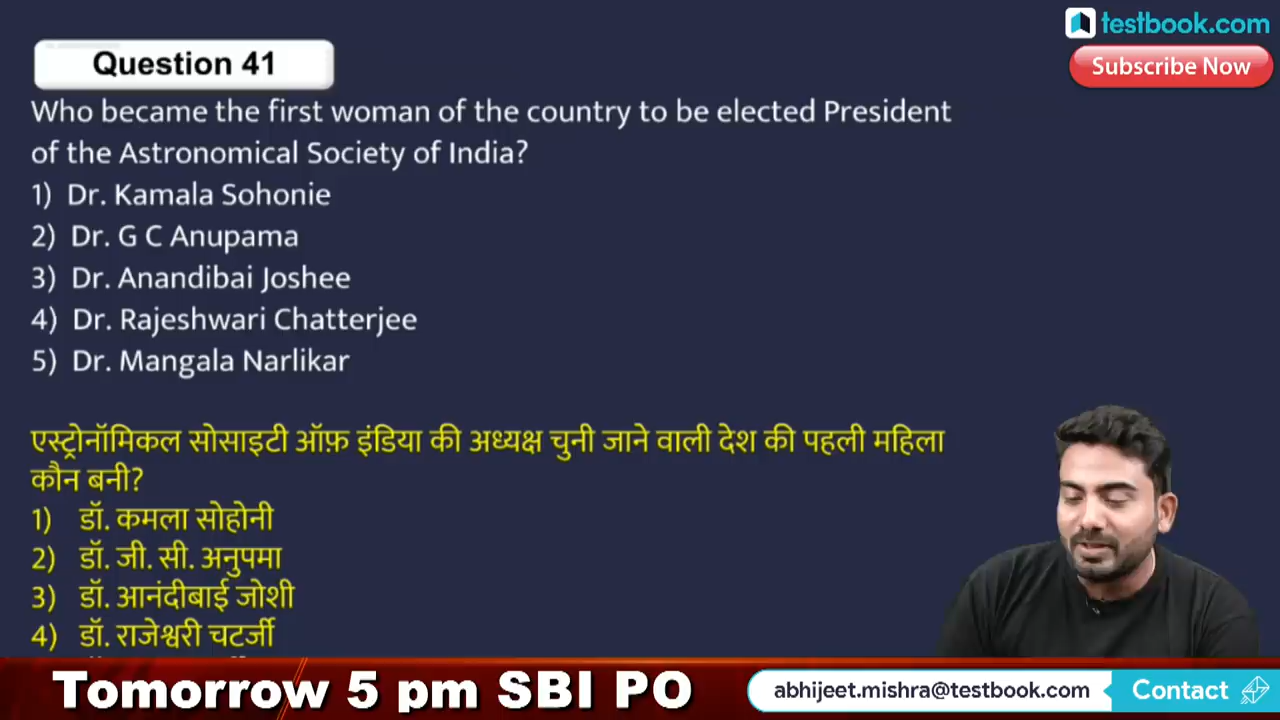 testbook.com
Subscribe Now
Question 41
Who became the first woman of the country to be elected President
of the Astronomical Society of India?
1) Dr. Kamala Sohonie
2) Dr. G C Anupama
3) Dr. Anandibai Joshee
4) Dr. Rajeshwari Chatterjee
5) Dr. Mangala Narlikar
एस्ट्रोनॉमिकल सोसाइटी ऑफ़ इंडिया की अध्यक्ष चुनी जाने वाली देश की पहली महिला
कौन बनी?
1) डॉ. कमला सोहोनी
2) डॉ. जी. सी. अनुपमा
3) डॉ. आनंदीबाई जोशी
4) डॉ. राजेश्वरी चटर्जी
Tomorrow 5 pm SBI PO
abhijeet.mishra@testbook.com
Contact